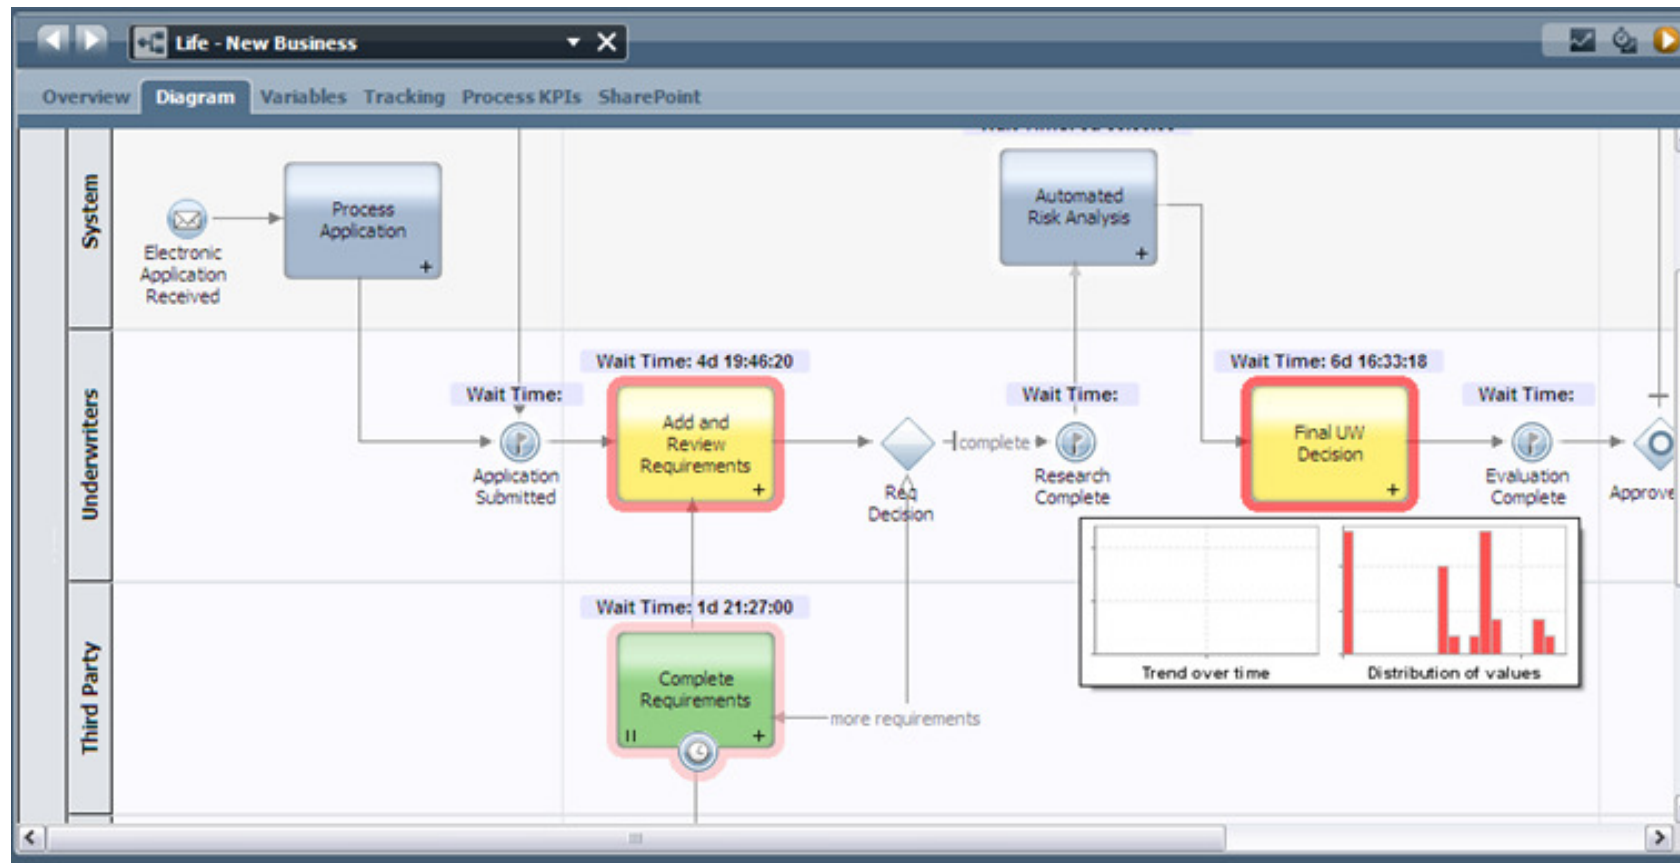 Life - New Business
Overview Diagram Variables Tracking Process KPIs SharePoint
System
Electronic
Application
Received
Process
Application
Automated
Risk Analysis
Underwriters
Wait Time:
Application
Submitted
Wait Time: 4d 19:46:20
Add and
Review
Requirements
Req
Decision
complete
Wait Time:
Research
Complete
Wait Time: 6d 16:33:18
Final UW
Decision
Wait Time:
Evaluation
Complete
Approve
Trend over time
Distribution of values
Third Party
Wait Time: 1d 21:27:00
Complete
Requirements
more requirements